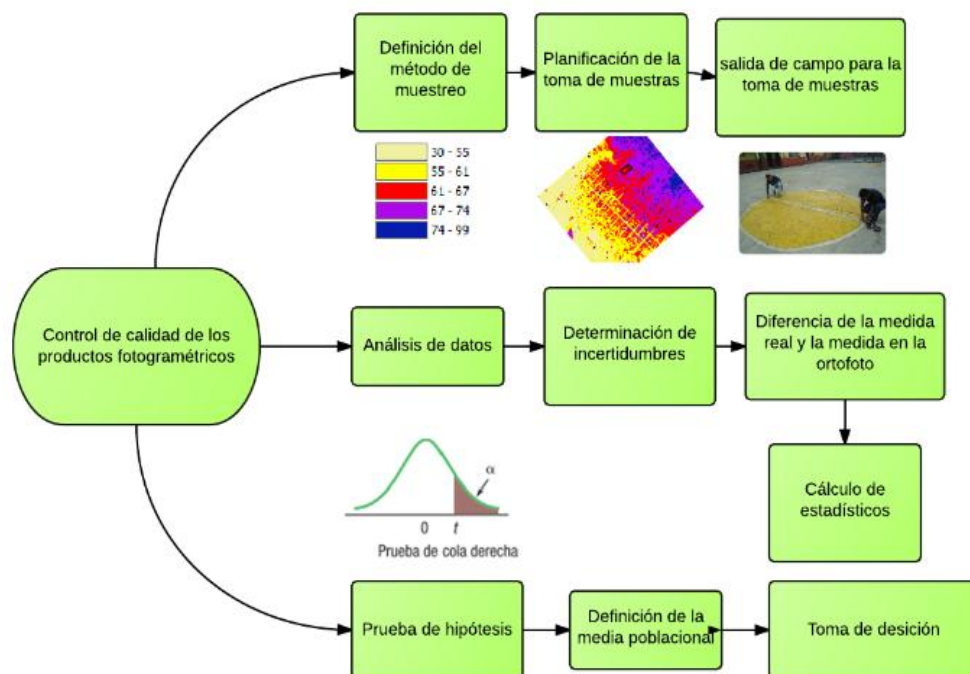 Definición del
método de
muestreo
Planificación de la
toma de muestras
salida de campo para la
toma de muestras
30 - 55
55 - 61
61 - 67
67 - 74
74 - 99
Control de calidad de los
productos fotogramétricos
Análisis de datos
Determinación de
incertidumbres
Diferencia de la medida
real y la medida en la
ortofoto
Cálculo de
estadísticos
α
0 t
Prueba de cola derecha
Prueba de hipótesis
Definición de la
media poblacional
Toma de desición